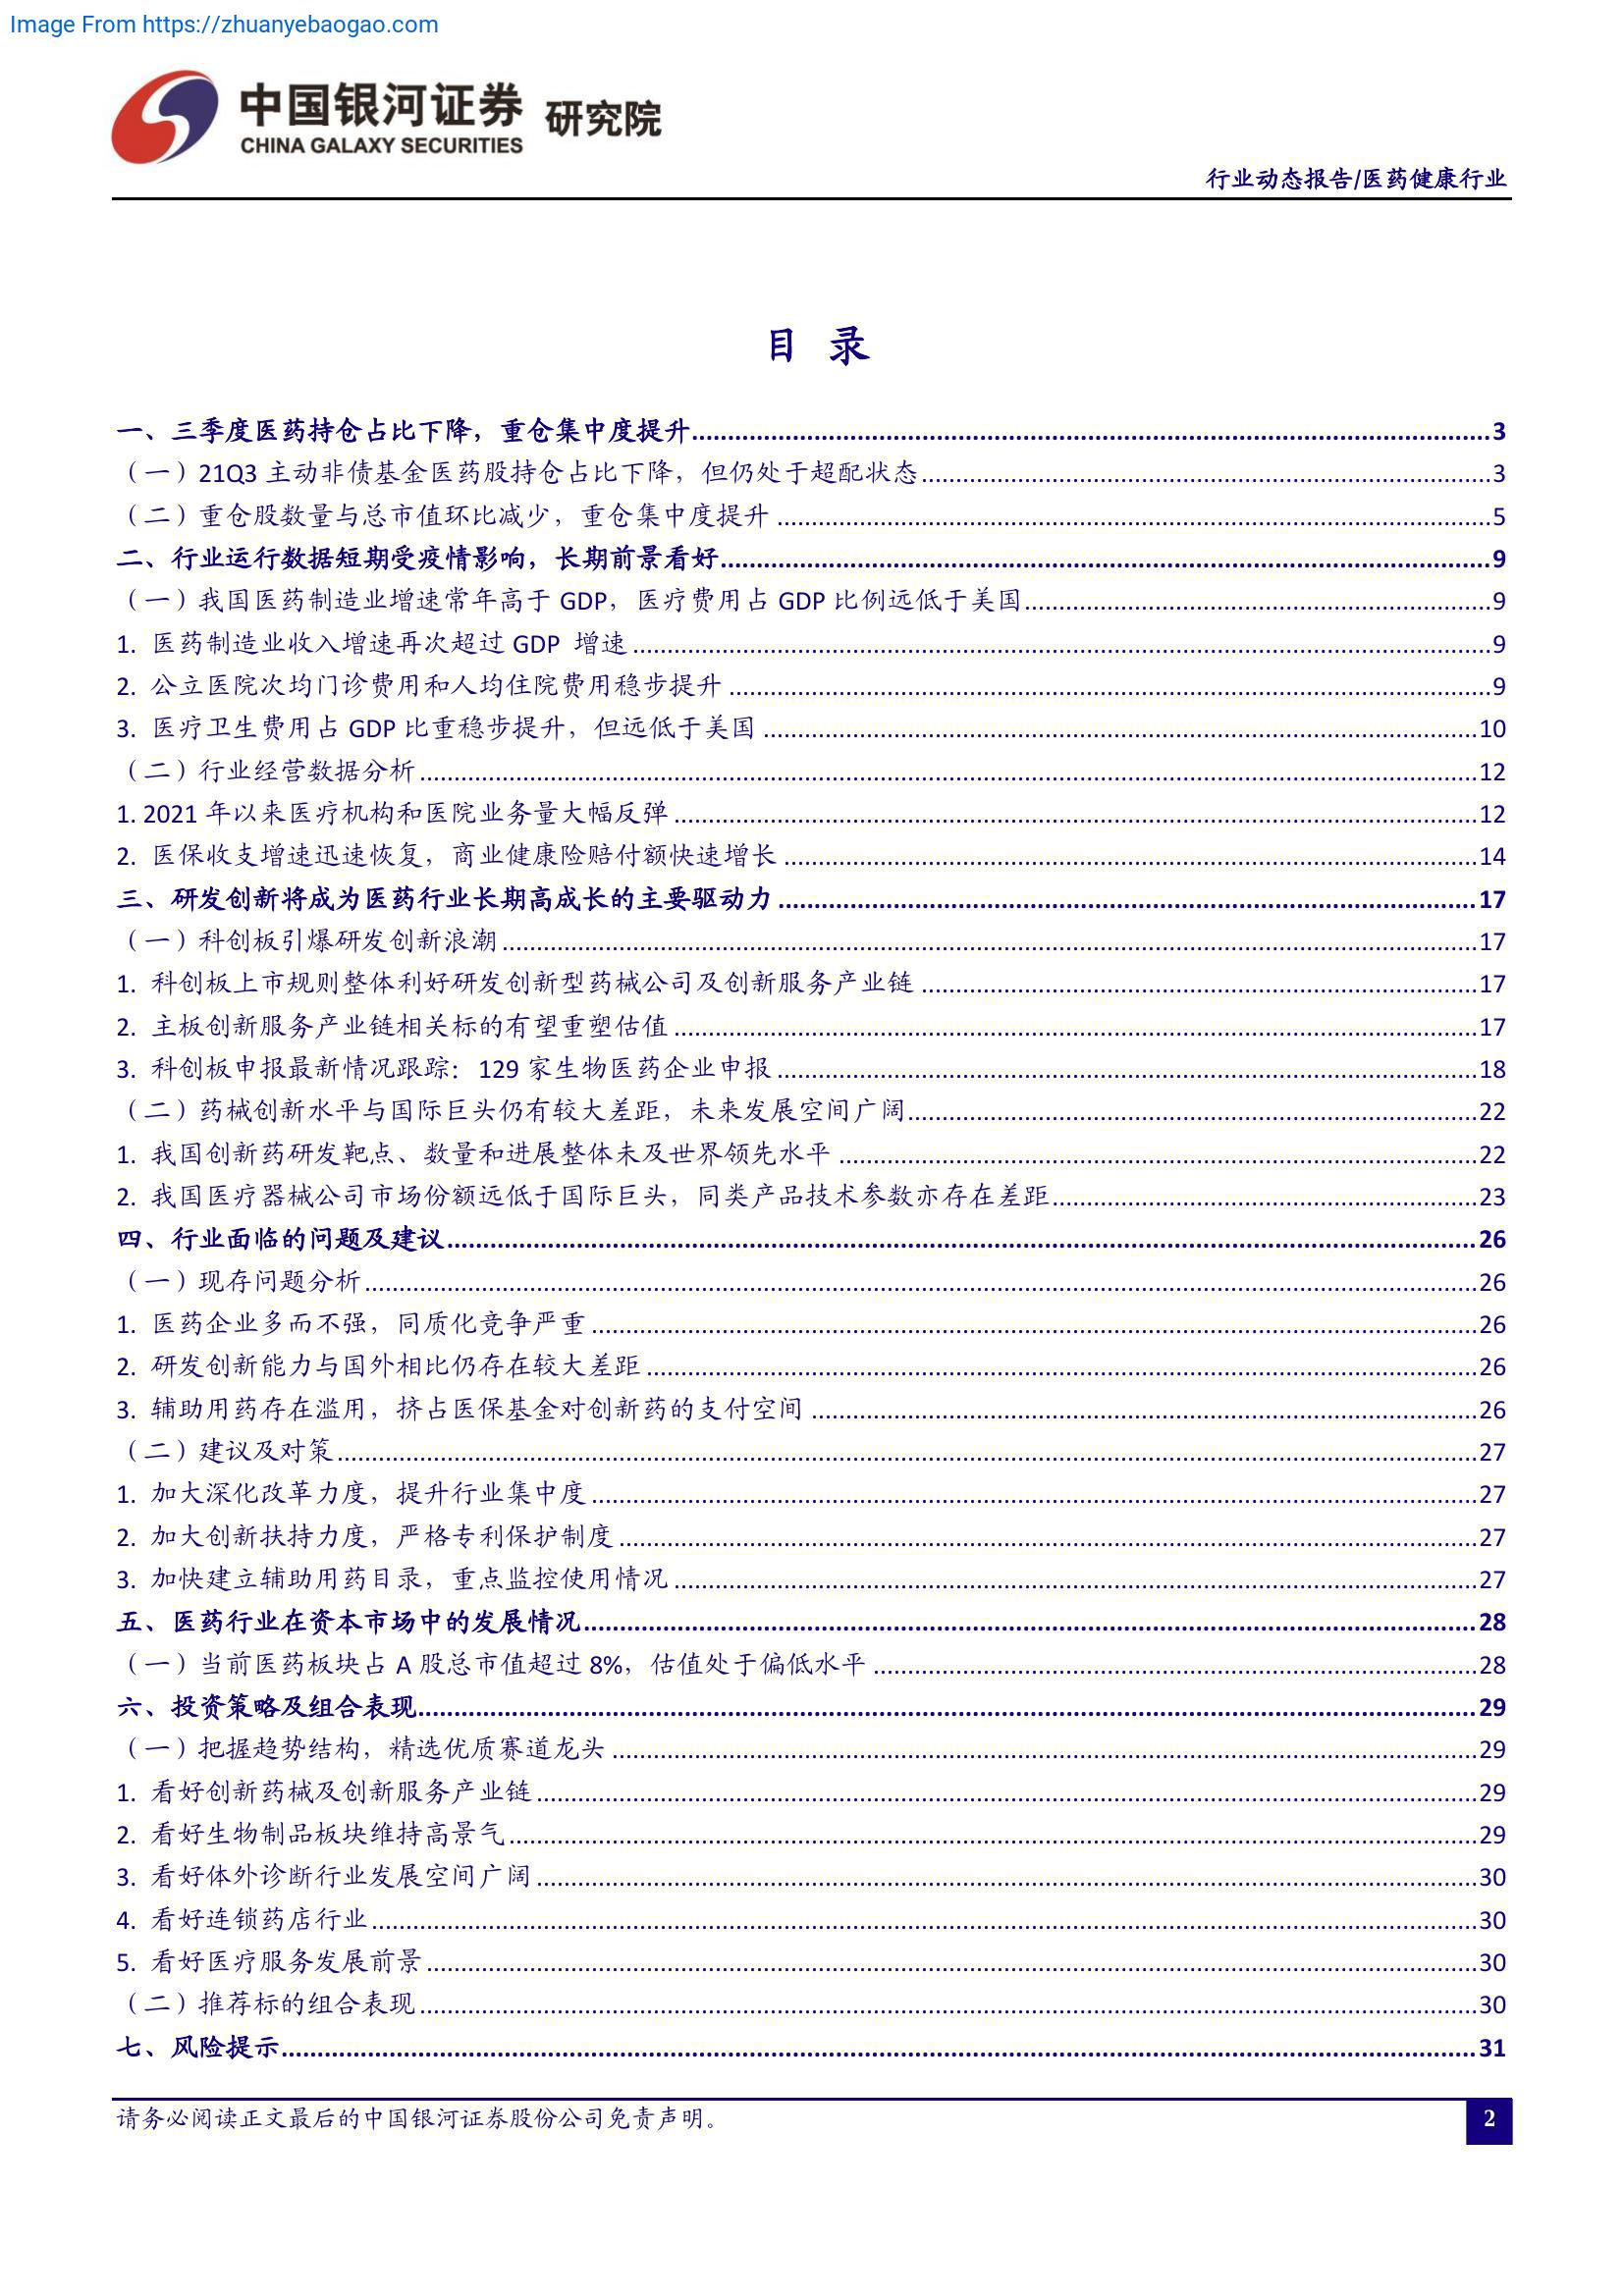 Image From https://zhuanyebaogao.com
中国银河证券 研究院
CHINA GALAXY SECURITIES
行业动态报告/医药健康行业
目 录
一、三季度医药持仓占比下降，重仓集中度提升 3
（一）21Q3 主动非债基金医药股持仓占比下降，但仍处于超配状态 3
（二）重仓股数量与总市值环比减少，重仓集中度提升 5
二、行业运行数据短期受疫情影响，长期前景看好 9
（一）我国医药制造业增速常年高于 GDP，医疗费用占 GDP 比例远低于美国 9
1. 医药制造业收入增速再次超过 GDP 增速 9
2. 公立医院次均门诊费用和人均住院费用稳步提升 9
3. 医疗卫生费用占 GDP 比重稳步提升，但远低于美国 10
（二）行业经营数据分析 12
1. 2021 年以来医疗机构和医院业务量大幅反弹 12
2. 医保收支增速迅速恢复，商业健康险赔付额快速增长 14
三、研发创新将成为医药行业长期高成长的主要驱动力 17
（一）科创板引爆研发创新浪潮 17
1. 科创板上市规则整体利好研发创新型药械公司及创新服务产业链 17
2. 主板创新服务产业链相关标的有望重塑估值 17
3. 科创板申报最新情况跟踪：129 家生物医药企业申报 18
（二）药械创新水平与国际巨头仍有较大差距，未来发展空间广阔 22
1. 我国创新药研发靶点、数量和进展整体未及世界领先水平 22
2. 我国医疗器械公司市场份额远低于国际巨头，同类产品技术参数亦存在差距 23
四、行业面临的问题及建议 26
（一）现存问题分析 26
1. 医药企业多而不强，同质化竞争严重 26
2. 研发创新能力与国外相比仍存在较大差距 26
3. 辅助用药存在滥用，挤占医保基金对创新药的支付空间 26
（二）建议及对策 27
1. 加大深化改革力度，提升行业集中度 27
2. 加大创新扶持力度，严格专利保护制度 27
3. 加快建立辅助用药目录，重点监控使用情况 27
五、医药行业在资本市场中的发展情况 28
（一）当前医药板块占 A 股总市值超过 8%，估值处于偏低水平 28
六、投资策略及组合表现 29
（一）把握趋势结构，精选优质赛道龙头 29
1. 看好创新药械及创新服务产业链 29
2. 看好生物制品板块维持高景气 29
3. 看好体外诊断行业发展空间广阔 30
4. 看好连锁药店行业 30
5. 看好医疗服务发展前景 30
（二）推荐标的组合表现 30
七、风险提示 31
请务必阅读正文最后的中国银河证券股份公司免责声明。
2